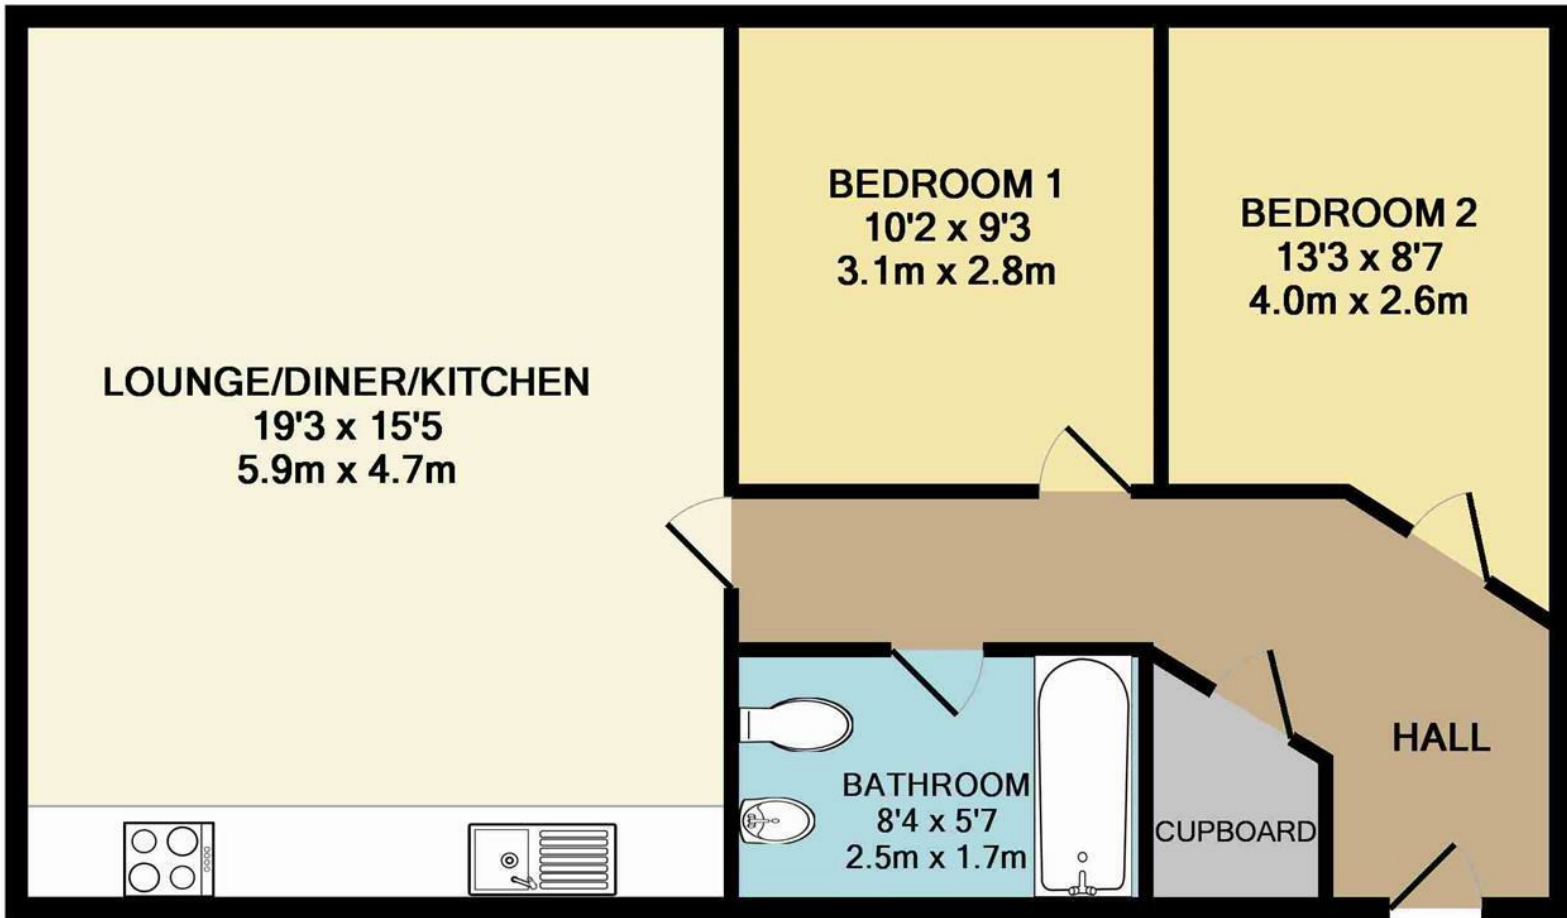 LOUNGE/DINER/KITCHEN
19'3 x 15'5
5.9m x 4.7m
BEDROOM 1
10'2 x 9'3
3.1m x 2.8m
BEDROOM 2
13'3 x 8'7
4.0m x 2.6m
BATHROOM
8'4 x 5'7
2.5m x 1.7m
CUPBOARD
HALL